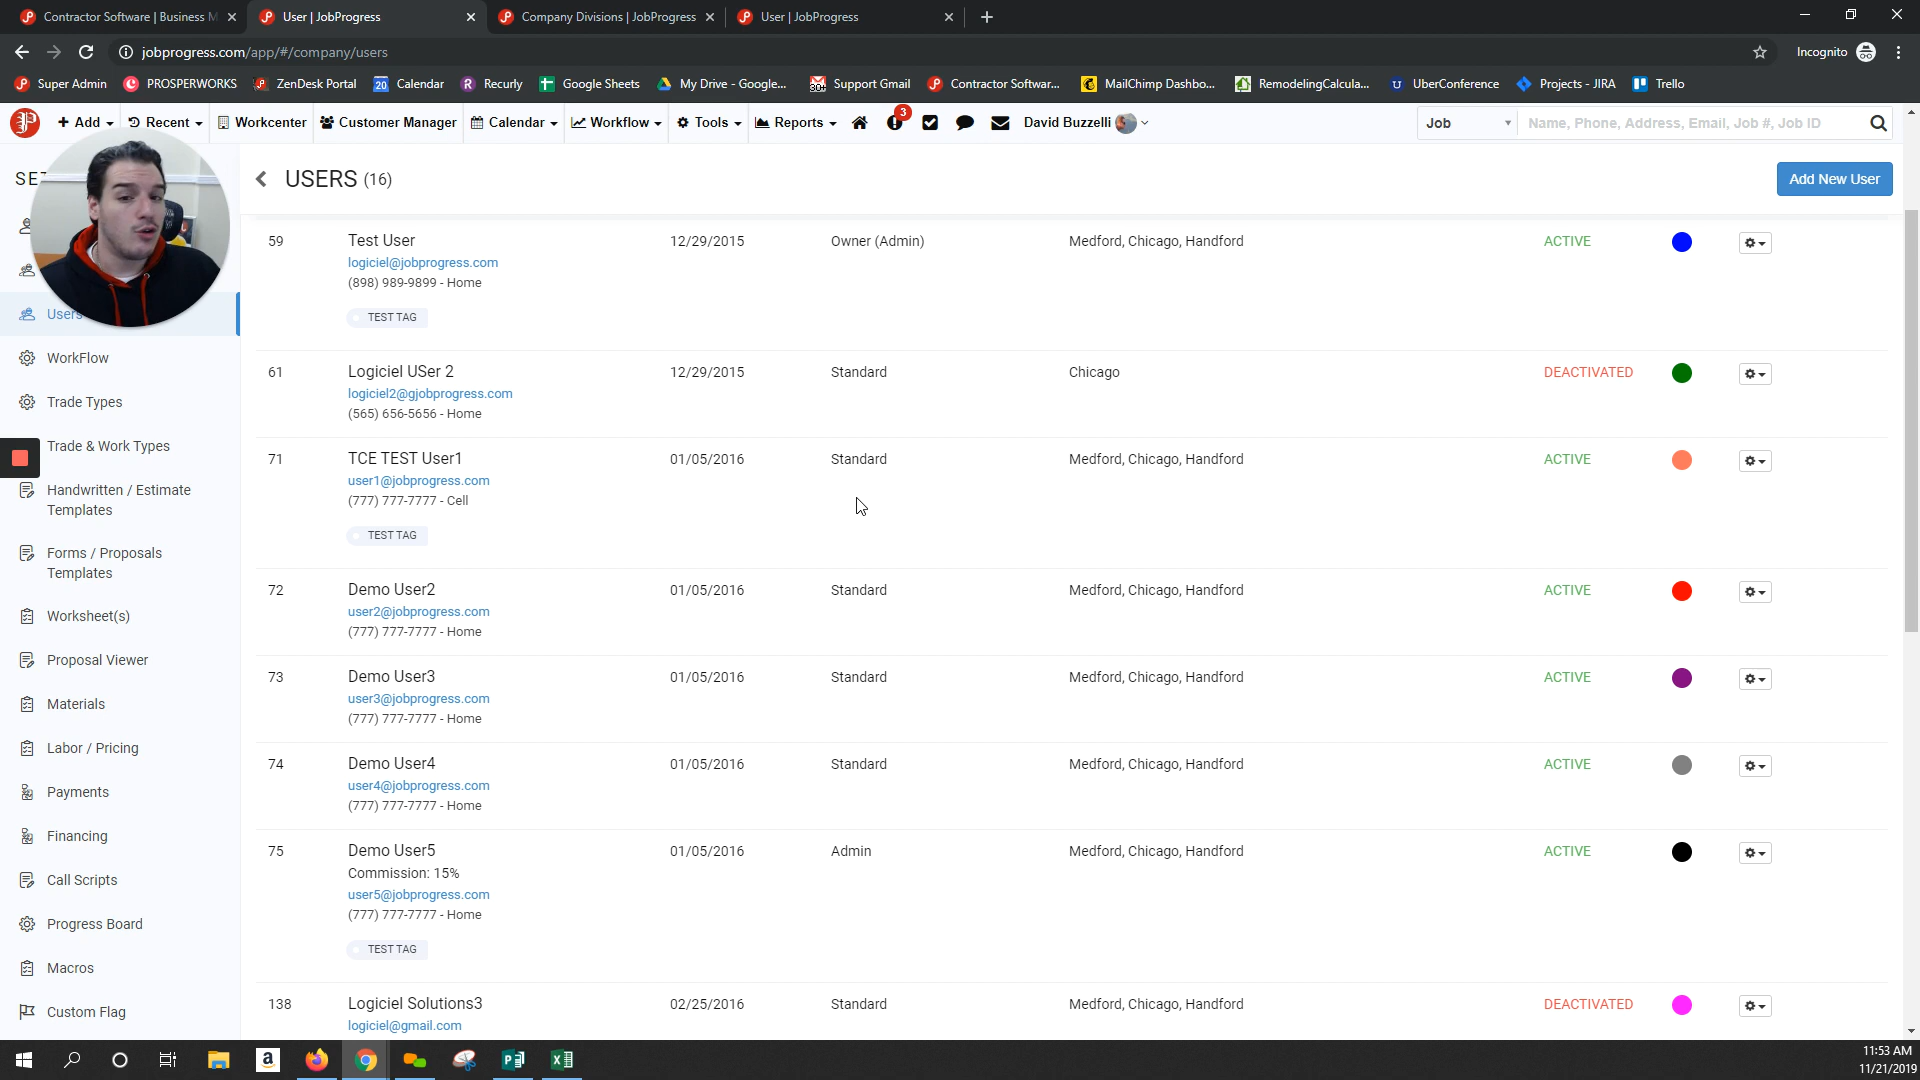 Contractor Software | Business M
User | JobProgress
Company Divisions | JobProgress
User | JobProgress
jobprogress.com/app/#/company/users
Incognito
Super Admin
PROSPERWORKS
ZenDesk Portal
20 Calendar
R Recurly
Google Sheets
My Drive - Google...
30+ Support Gmail
Contractor Softwar...
MailChimp Dashbo...
RemodelingCalcula...
U UberConference
Projects - JIRA
Trello
+ Add
Recent
Workcenter
Customer Manager
Calendar
Workflow
Tools
Reports
3
David Buzzelli
Job
Name, Phone, Address, Email, Job #, Job ID
USERS (16)
Add New User
Users
WorkFlow
Trade Types
Trade & Work Types
Handwritten / Estimate
Templates
Forms / Proposals
Templates
Worksheet(s)
Proposal Viewer
Materials
Labor / Pricing
Payments
Financing
Call Scripts
Progress Board
Macros
Custom Flag
59 Test User 12/29/2015 Owner (Admin) Medford, Chicago, Handford ACTIVE
logiciel@jobprogress.com
(898) 989-9899 - Home
TEST TAG
61 Logiciel USer 2 12/29/2015 Standard Chicago DEACTIVATED
logiciel2@gjobprogress.com
(565) 656-5656 - Home
71 TCE TEST User1 01/05/2016 Standard Medford, Chicago, Handford ACTIVE
user1@jobprogress.com
(777) 777-7777 - Cell
TEST TAG
72 Demo User2 01/05/2016 Standard Medford, Chicago, Handford ACTIVE
user2@jobprogress.com
(777) 777-7777 - Home
73 Demo User3 01/05/2016 Standard Medford, Chicago, Handford ACTIVE
user3@jobprogress.com
(777) 777-7777 - Home
74 Demo User4 01/05/2016 Standard Medford, Chicago, Handford ACTIVE
user4@jobprogress.com
(777) 777-7777 - Home
75 Demo User5 01/05/2016 Admin Medford, Chicago, Handford ACTIVE
Commission: 15%
user5@jobprogress.com
(777) 777-7777 - Home
TEST TAG
138 Logiciel Solutions3 02/25/2016 Standard Medford, Chicago, Handford DEACTIVATED
logiciel@gmail.com
11:53 AM
11/21/2019